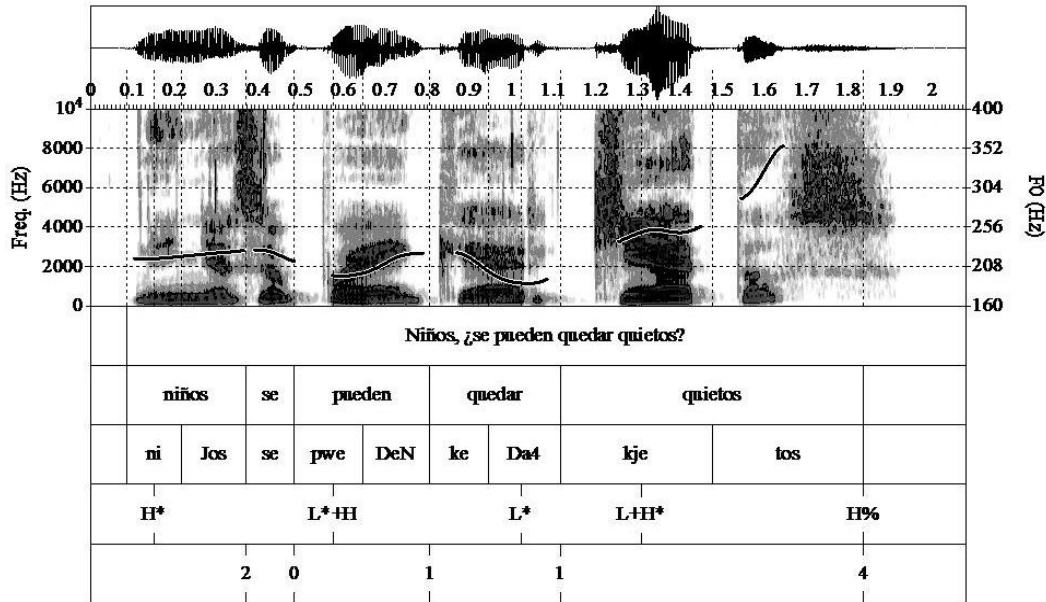 0 0.1 0.2 0.3 0.4 0.5 0.6 0.7 0.8 0.9 1 1.1 1.2 1.3 1.4 1.5 1.6 1.7 1.8 1.9 2
10⁴ 400
8000 352
6000 304
Freq. (Hz) F0 (Hz)
4000 256
2000 208
0 160
Niños, ¿se pueden quedar quietos?
niños se pueden quedar quietos
ni Jos se pwe DeN ke Da4 kje tos
H* L*+H L* L+H* H%
2 0 1 1 4